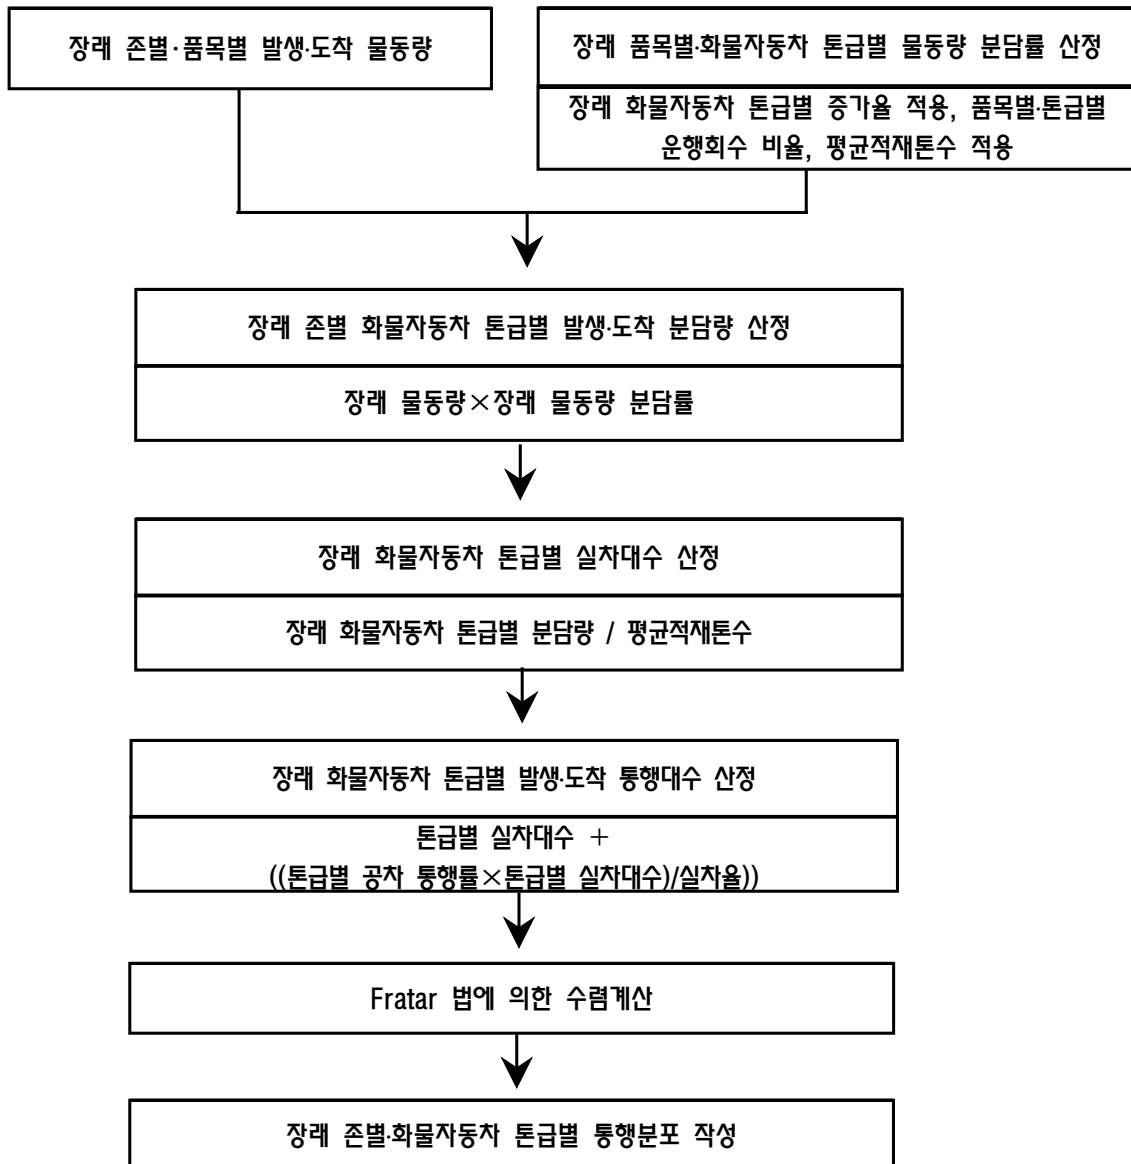 장래 존별·품목별 발생·도착 물동량
장래 품목별·화물자동차 톤급별 물동량 분담률 산정
장래 화물자동차 톤급별 증가율 적용, 품목별·톤급별
운행회수 비율, 평균적재톤수 적용
장래 존별 화물자동차 톤급별 발생·도착 분담량 산정
장래 물동량×장래 물동량 분담률
장래 화물자동차 톤급별 실차대수 산정
장래 화물자동차 톤급별 분담량 / 평균적재톤수
장래 화물자동차 톤급별 발생·도착 통행대수 산정
톤급별 실차대수 +
((톤급별 공차 통행률×톤급별 실차대수)/실차율))
Fratar 법에 의한 수렴계산
장래 존별·화물자동차 톤급별 통행분포 작성